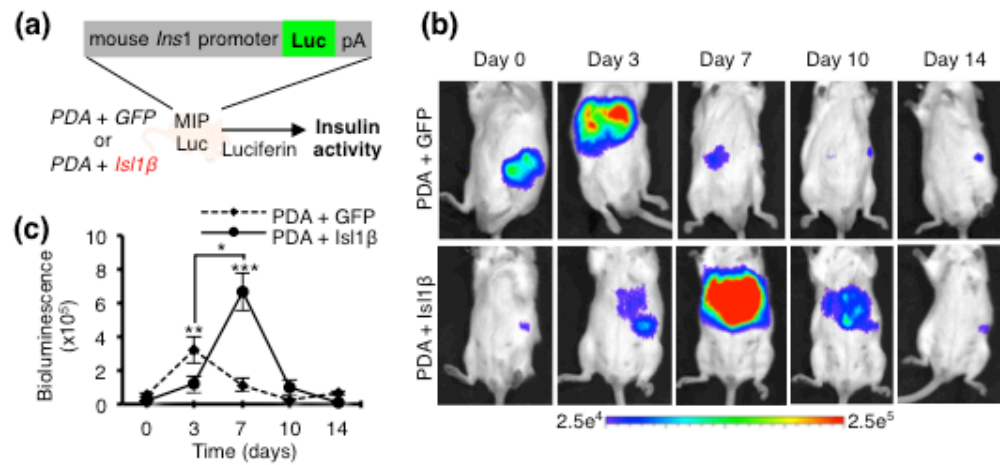 (a)
mouse Ins1 promoter Luc pA
PDA + GFP
or
PDA + Isl1β
MIP
Luc
Luciferin
Insulin
activity
(b)
Day 0 Day 3 Day 7 Day 10 Day 14
PDA + GFP
PDA + Isl1β
2.5e⁴ 2.5e⁵
(c)
PDA + GFP
PDA + Isl1β
Bioluminescence
(x10⁵)
10
8
6
4
2
0
*
**
***
0 3 7 10 14
Time (days)